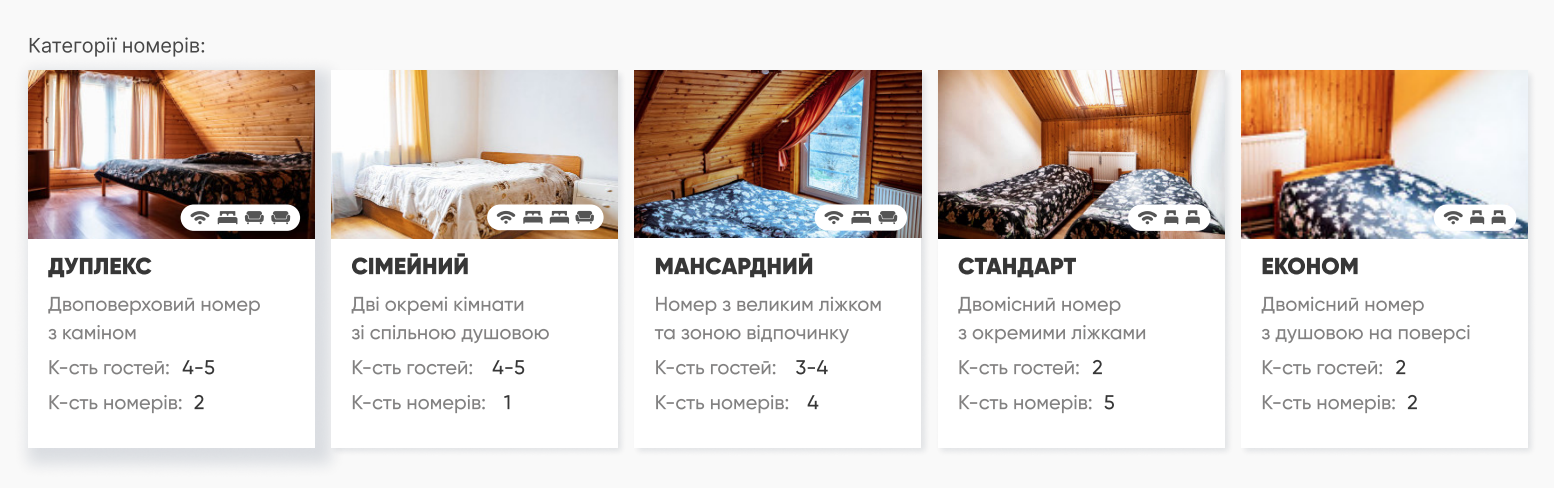 Категорії номерів:
ДУПЛЕКС
Двоповерховий номер
з каміном
К-сть гостей: 4-5
К-сть номерів: 2
СІМЕЙНИЙ
Дві окремі кімнати
зі спільною душовою
К-сть гостей: 4-5
К-сть номерів: 1
МАНСАРДНИЙ
Номер з великим ліжком
та зоною відпочинку
К-сть гостей: 3-4
К-сть номерів: 4
СТАНДАРТ
Двомісний номер
з окремими ліжками
К-сть гостей: 2
К-сть номерів: 5
ЕКОНОМ
Двомісний номер
з душовою на поверсі
К-сть гостей: 2
К-сть номерів: 2